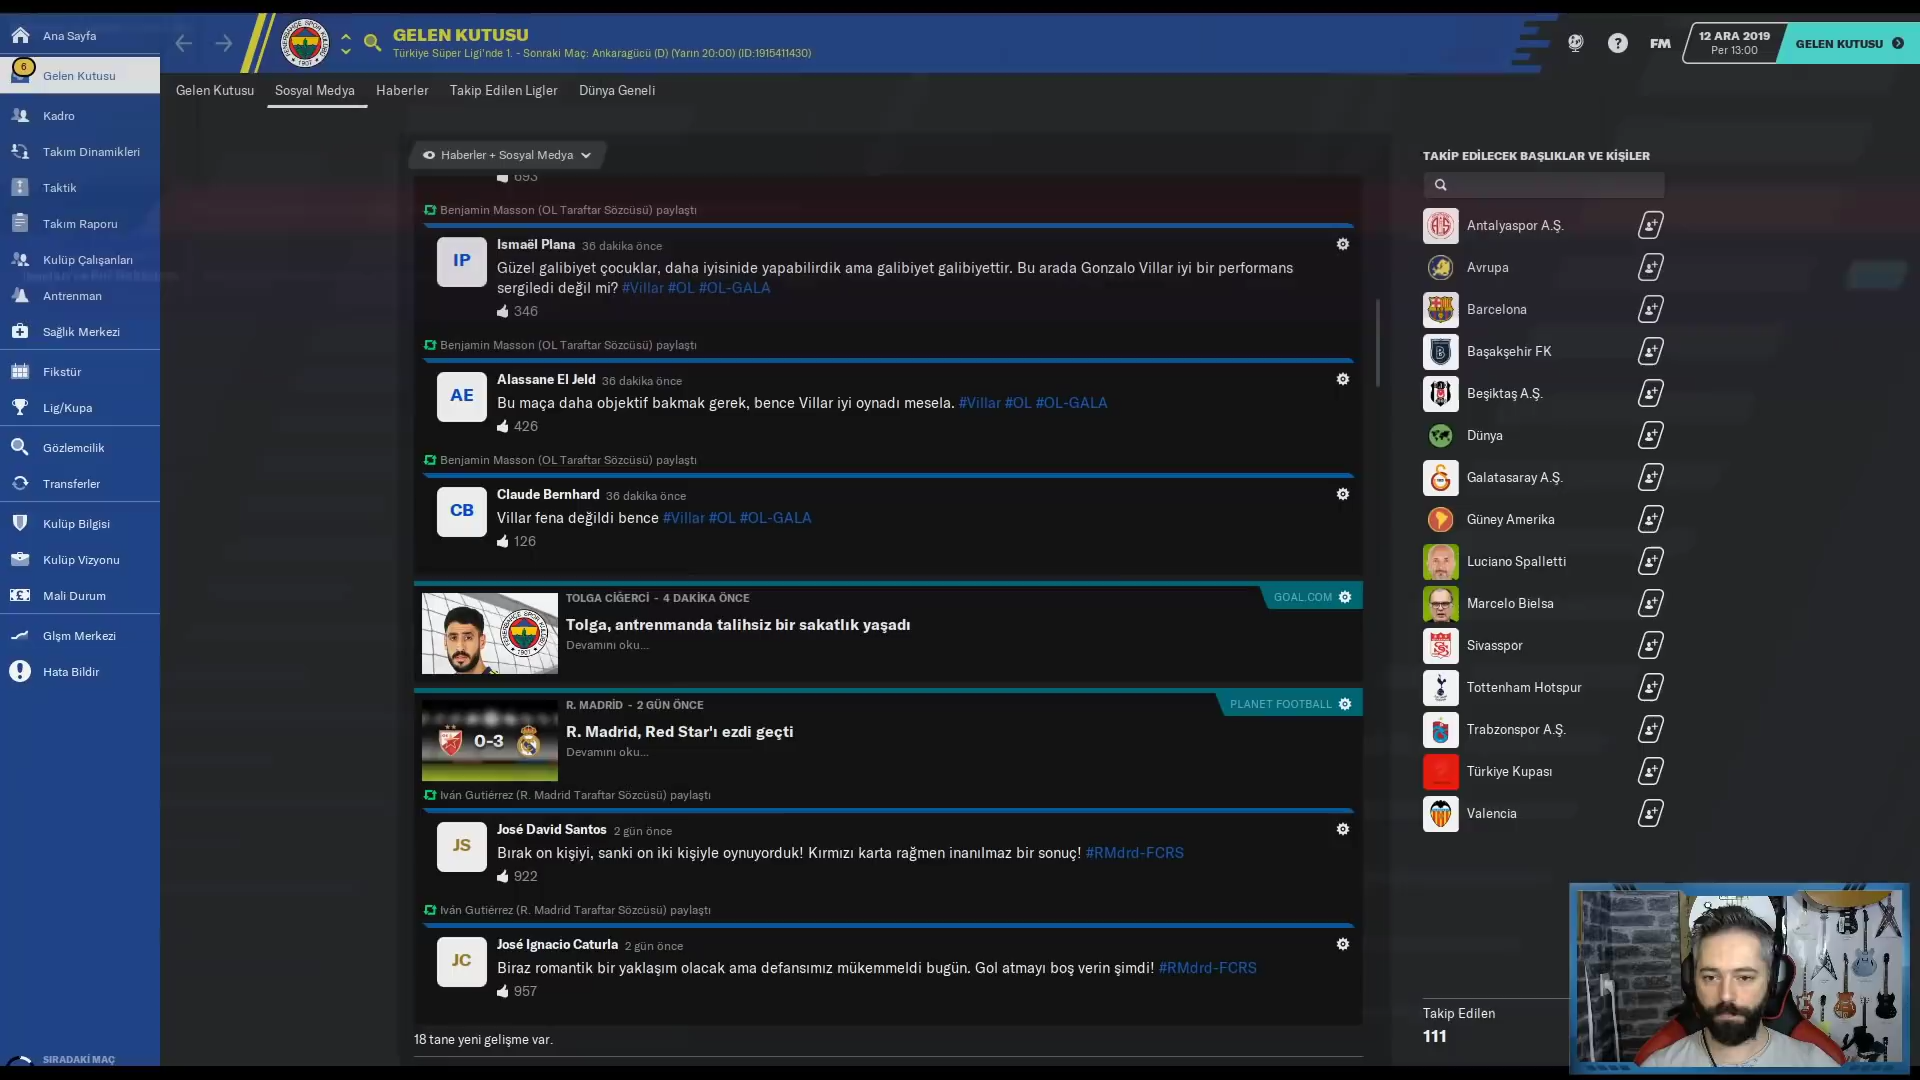 Ana Sayfa
6
Gelen Kutusu
Kadro
Takım Dinamikleri
Taktik
Takım Raporu
Kulüp Çalışanları
Antrenman
Sağlık Merkezi
Fikstür
Lig/Kupa
Gözlemcilik
Transferler
Kulüp Bilgisi
Kulüp Vizyonu
Mali Durum
Glşm Merkezi
Hata Bildir
SIRADAKİ MAÇ
GELEN KUTUSU
Türkiye Süper Ligi'nde 1. - Sonraki Maç: Ankaragücü (D) (Yarın 20:00) (ID:1915411430)
?
FM
12 ARA 2019
Per 13:00
GELEN KUTUSU
Gelen Kutusu
Sosyal Medya
Haberler
Takip Edilen Ligler
Dünya Geneli
Haberler + Sosyal Medya
693
Benjamin Masson (OL Taraftar Sözcüsü) paylaştı
IP
Ismaël Plana 36 dakika önce
Güzel galibiyet çocuklar, daha iyisinide yapabilirdik ama galibiyet galibiyettir. Bu arada Gonzalo Villar iyi bir performans
sergiledi değil mi? #Villar #OL #OL-GALA
346
Benjamin Masson (OL Taraftar Sözcüsü) paylaştı
AE
Alassane El Jeld 36 dakika önce
Bu maça daha objektif bakmak gerek, bence Villar iyi oynadı mesela. #Villar #OL #OL-GALA
426
Benjamin Masson (OL Taraftar Sözcüsü) paylaştı
CB
Claude Bernhard 36 dakika önce
Villar fena değildi bence #Villar #OL #OL-GALA
126
TOLGA CİĞERCİ - 4 DAKİKA ÖNCE
GOAL.COM
Tolga, antrenmanda talihsiz bir sakatlık yaşadı
Devamını oku...
R. MADRİD - 2 GÜN ÖNCE
PLANET FOOTBALL
0-3
R. Madrid, Red Star'ı ezdi geçti
Devamını oku...
Iván Gutiérrez (R. Madrid Taraftar Sözcüsü) paylaştı
JS
José David Santos 2 gün önce
Bırak on kişiyi, sanki on iki kişiyle oynuyorduk! Kırmızı karta rağmen inanılmaz bir sonuç! #RMdrd-FCRS
922
Iván Gutiérrez (R. Madrid Taraftar Sözcüsü) paylaştı
JC
José Ignacio Caturla 2 gün önce
Biraz romantik bir yaklaşım olacak ama defansımız mükemmeldi bugün. Gol atmayı boş verin şimdi! #RMdrd-FCRS
957
18 tane yeni gelişme var.
TAKİP EDİLECEK BAŞLIKLAR VE KİŞİLER
Antalyaspor A.Ş.
Avrupa
Barcelona
Başakşehir FK
Beşiktaş A.Ş.
Dünya
Galatasaray A.Ş.
Güney Amerika
Luciano Spalletti
Marcelo Bielsa
Sivasspor
Tottenham Hotspur
Trabzonspor A.Ş.
Türkiye Kupası
Valencia
Takip Edilen
111